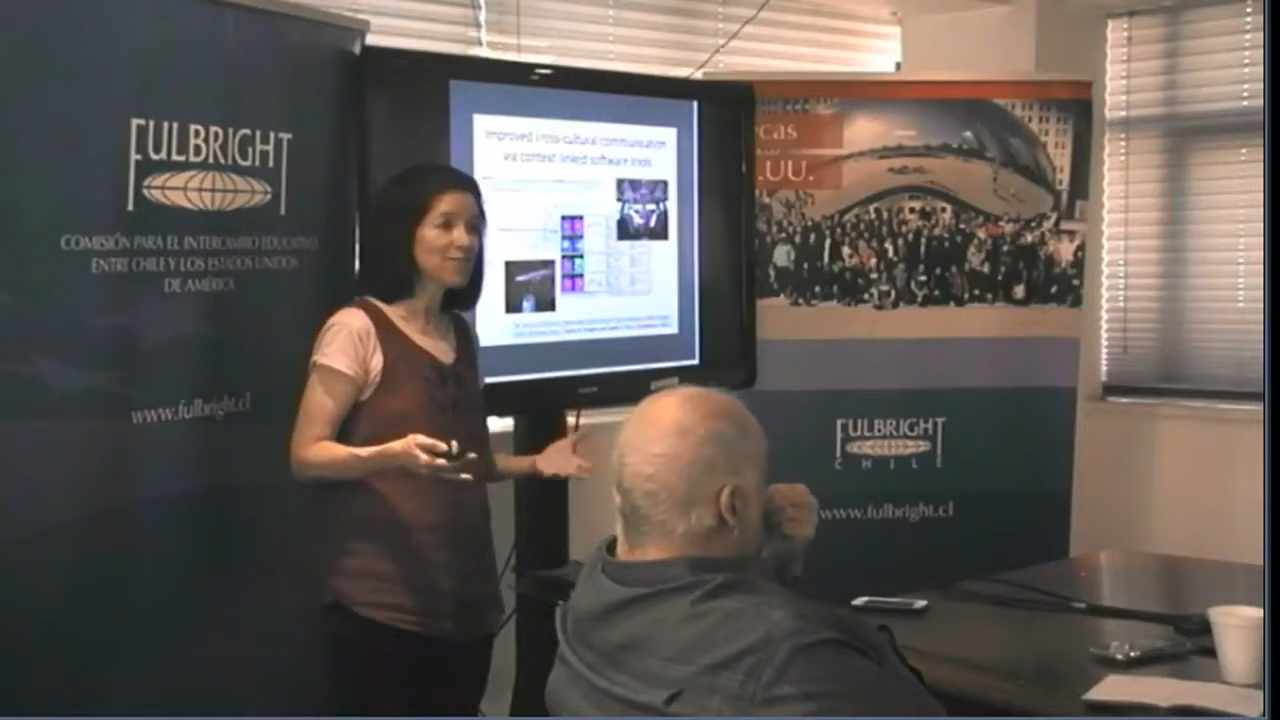 FULBRIGHT
COMISIÓN PARA EL INTERCAMBIO EDUCATIVO
ENTRE CHILE Y LOS ESTADOS UNIDOS
DE AMÉRICA
www.fulbright.cl
Improved cross-cultural communication
via context linked software tools
cas
.UU.
FULBRIGHT
CHILE
www.fulbright.cl